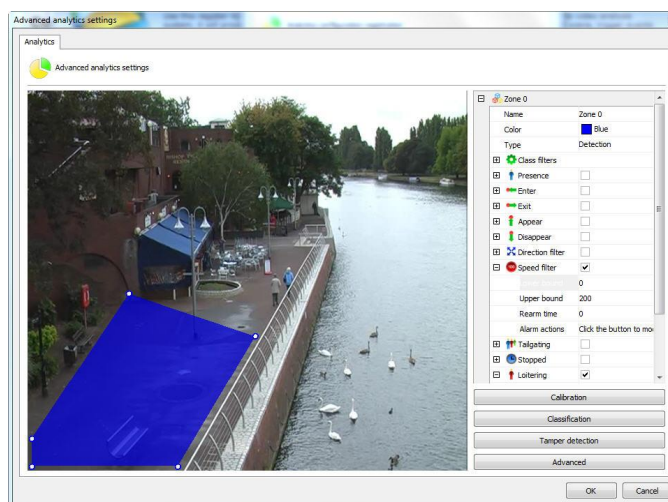 Advanced analytics settings
Analytics
Advanced analytics settings
Zone 0
Name Zone 0
Color Blue
Type Detection
Class filters
Presence
Enter
Exit
Appear
Disappear
Direction filter
Speed filter
Lower bound 0
Upper bound 200
Rearm time 0
Alarm actions Click the button to mo
Tailgating
Stopped
Loitering
Calibration
Classification
Tamper detection
Advanced
OK
Cancel